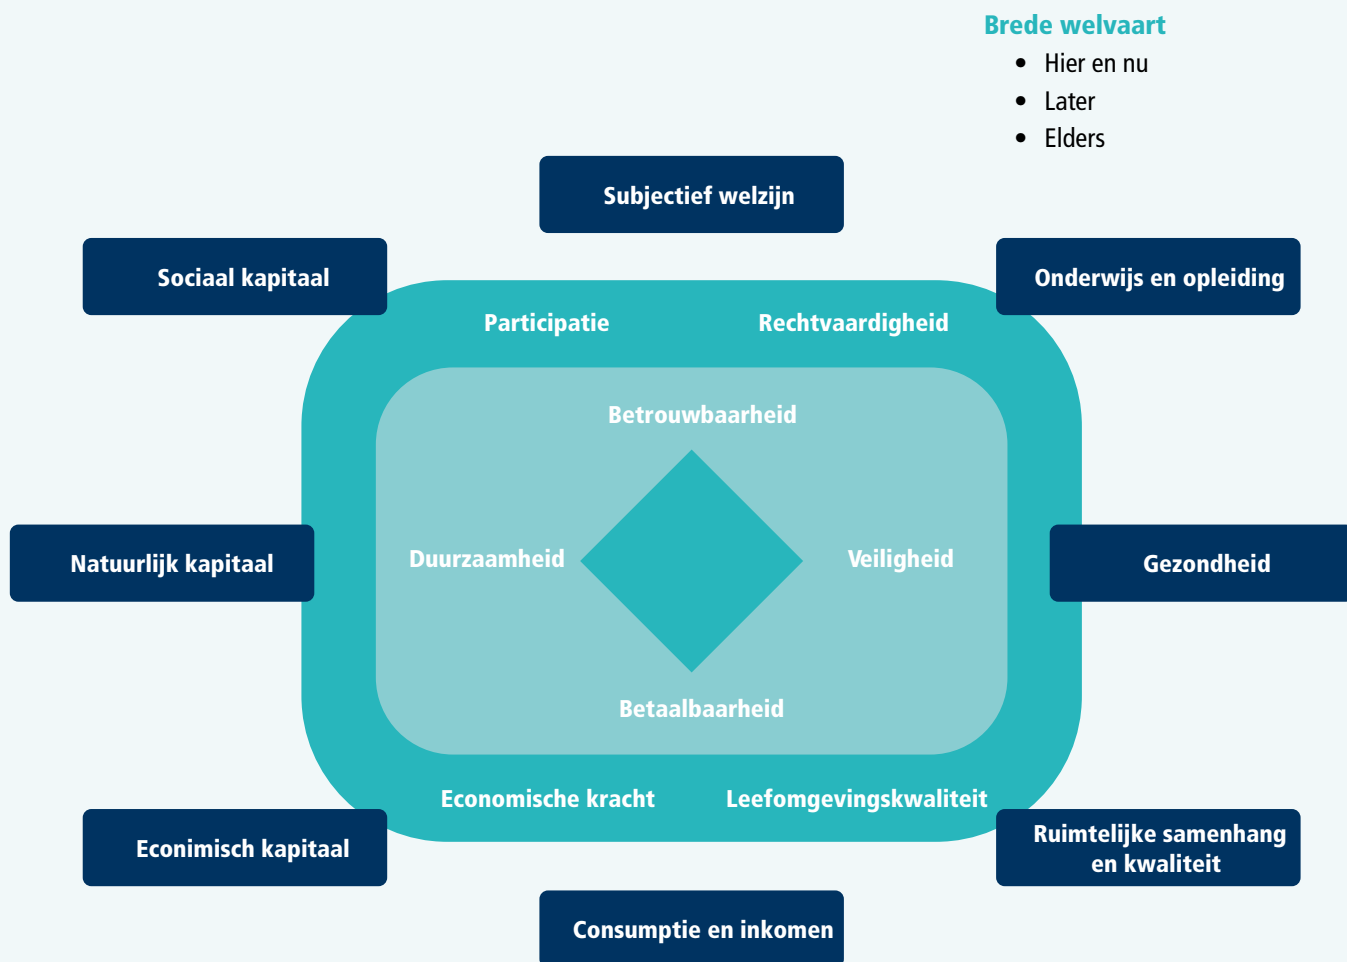 Brede welvaart
• Hier en nu
• Later
• Elders
Subjectief welzijn
Sociaal kapitaal
Onderwijs en opleiding
Participatie
Rechtvaardigheid
Betrouwbaarheid
Natuurlijk kapitaal
Duurzaamheid
Veiligheid
Gezondheid
Betaalbaarheid
Economische kracht
Leefomgevingskwaliteit
Econimisch kapitaal
Ruimtelijke samenhang
en kwaliteit
Consumptie en inkomen